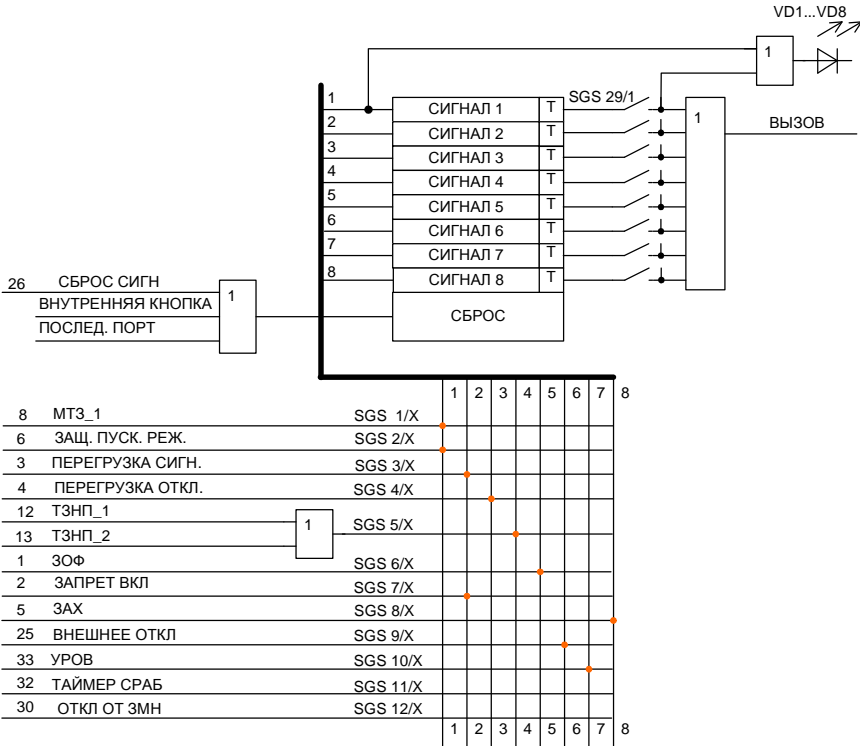 VD1...VD8
1
1 СИГНАЛ 1 T SGS 29/1
1
ВЫЗОВ
2 СИГНАЛ 2 T
3 СИГНАЛ 3 T
4 СИГНАЛ 4 T
5 СИГНАЛ 5 T
6 СИГНАЛ 6 T
7 СИГНАЛ 7 T
8 СИГНАЛ 8 T
СБРОС
26 СБРОС СИГН
1
ВНУТРЕННЯЯ КНОПКА
ПОСЛЕД. ПОРТ
1 2 3 4 5 6 7 8
8 МТЗ_1 SGS 1/X
6 ЗАЩ. ПУСК. РЕЖ. SGS 2/X
3 ПЕРЕГРУЗКА СИГН. SGS 3/X
4 ПЕРЕГРУЗКА ОТКЛ. SGS 4/X
12 ТЗНП_1
1 SGS 5/X
13 ТЗНП_2
1 ЗОФ SGS 6/X
2 ЗАПРЕТ ВКЛ SGS 7/X
5 ЗАХ SGS 8/X
25 ВНЕШНЕЕ ОТКЛ SGS 9/X
33 УРОВ SGS 10/X
32 ТАЙМЕР СРАБ SGS 11/X
30 ОТКЛ ОТ ЗМН SGS 12/X
1 2 3 4 5 6 7 8